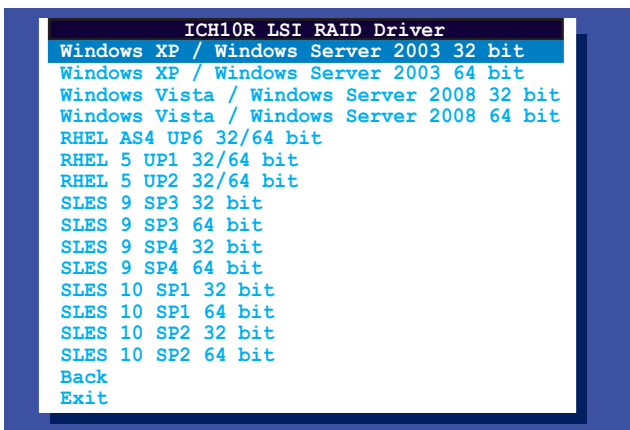 ICH10R LSI RAID Driver
Windows XP / Windows Server 2003 32 bit
Windows XP / Windows Server 2003 64 bit
Windows Vista / Windows Server 2008 32 bit
Windows Vista / Windows Server 2008 64 bit
RHEL AS4 UP6 32/64 bit
RHEL 5 UP1 32/64 bit
RHEL 5 UP2 32/64 bit
SLES 9 SP3 32 bit
SLES 9 SP3 64 bit
SLES 9 SP4 32 bit
SLES 9 SP4 64 bit
SLES 10 SP1 32 bit
SLES 10 SP1 64 bit
SLES 10 SP2 32 bit
SLES 10 SP2 64 bit
Back
Exit